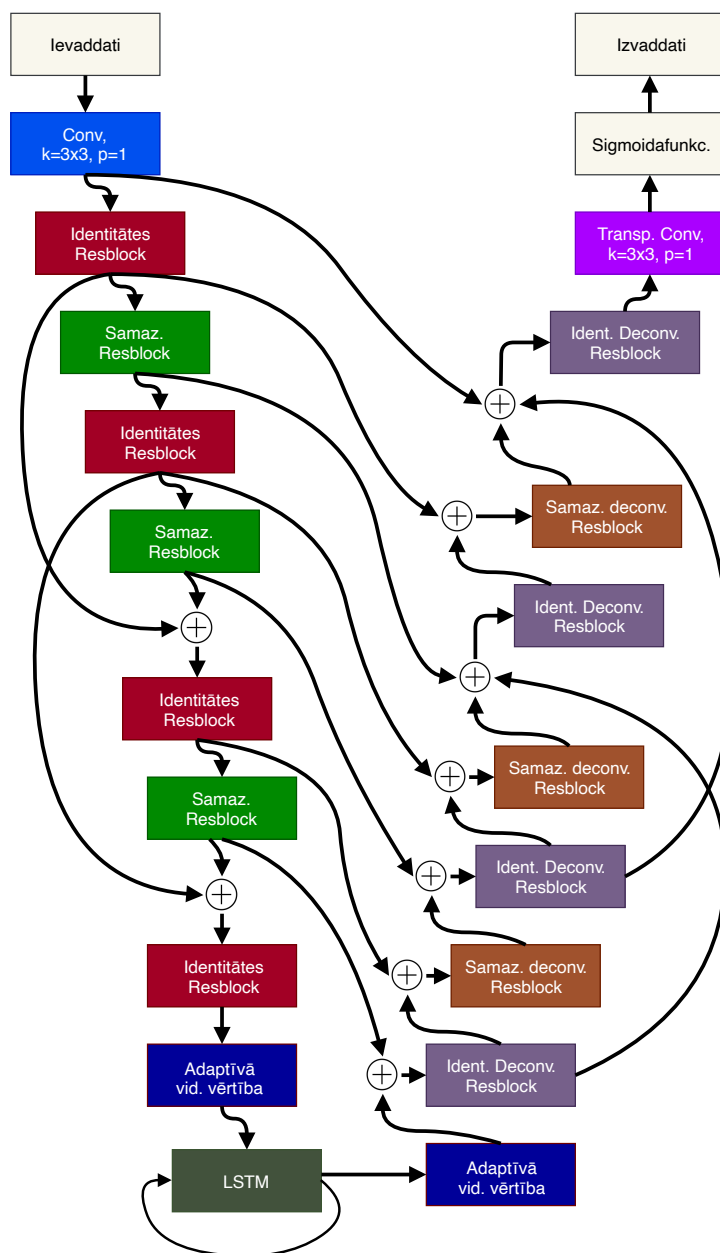 Ievaddati
Conv,
k=3x3, p=1
Identitātes
Resblock
Samaz.
Resblock
Identitātes
Resblock
Samaz.
Resblock
Identitātes
Resblock
Samaz.
Resblock
Identitātes
Resblock
Adaptīvā
vid. vērtība
LSTM
Adaptīvā
vid. vērtība
Ident. Deconv.
Resblock
Samaz. deconv.
Resblock
Ident. Deconv.
Resblock
Samaz. deconv.
Resblock
Ident. Deconv.
Resblock
Samaz. deconv.
Resblock
Ident. Deconv.
Resblock
Transp. Conv,
k=3x3, p=1
Sigmoidafunkc.
Izvaddati